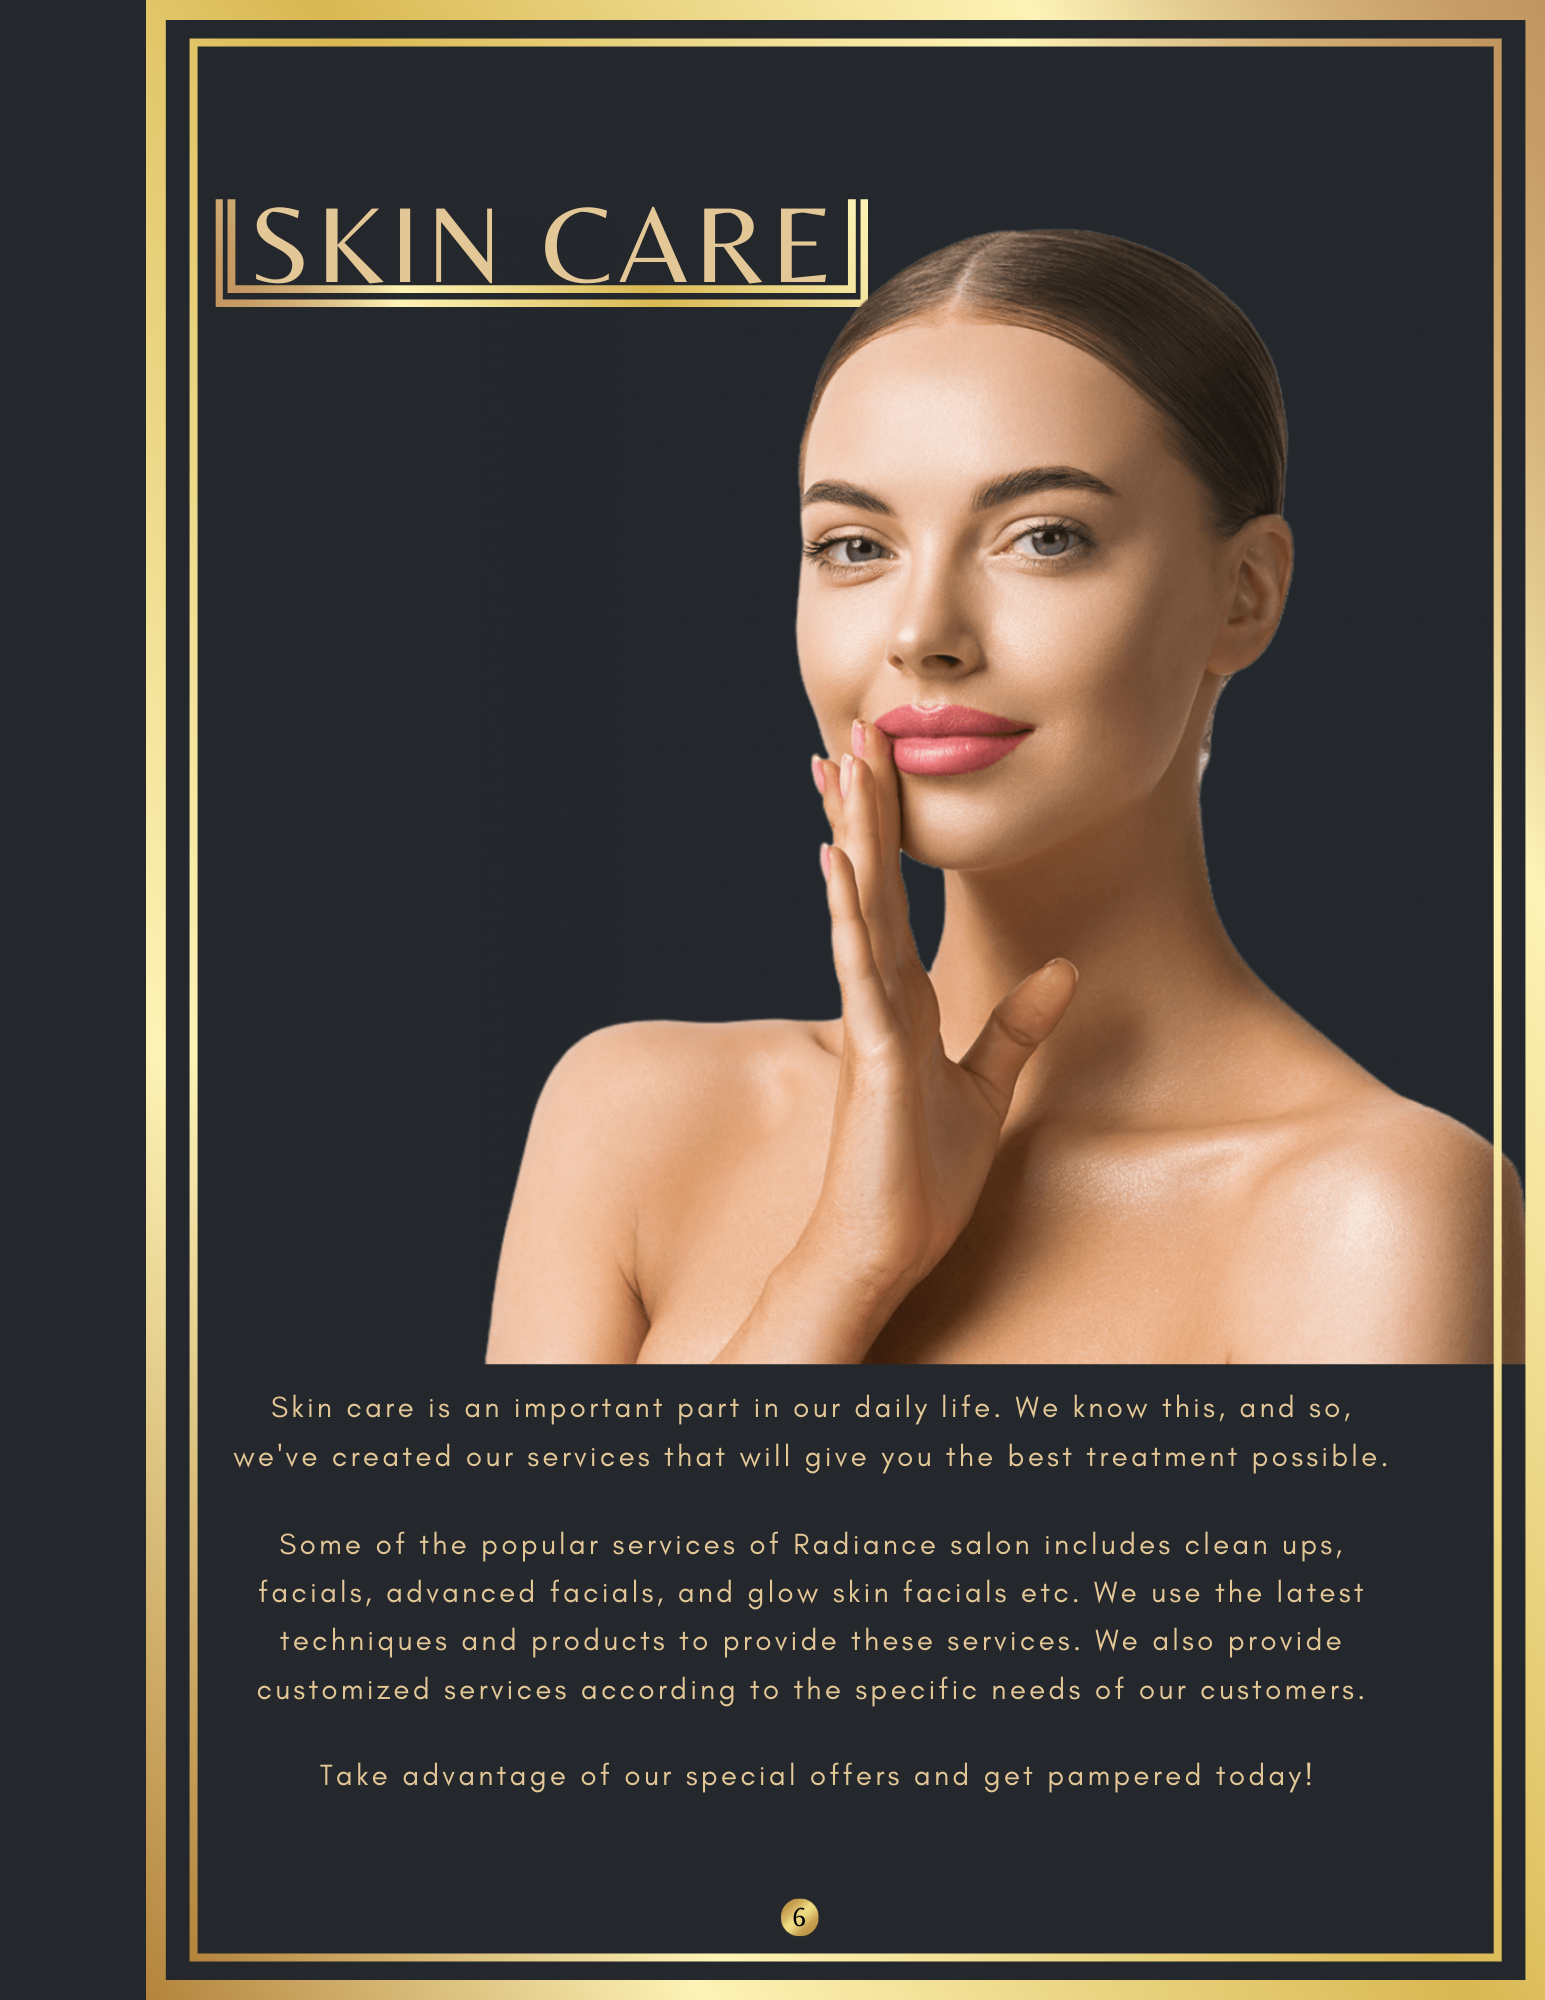 SKIN CARE
Skin care is an important part in our daily life. We know this, and so,
we've created our services that will give you the best treatment possible.
Some of the popular services of Radiance salon includes clean ups,
facials, advanced facials, and glow skin facials etc. We use the latest
techniques and products to provide these services. We also provide
customized services according to the specific needs of our customers.
Take advantage of our special offers and get pampered today!
6